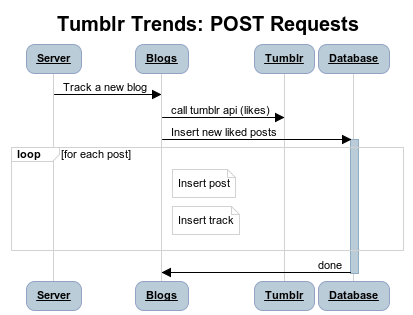 Tumblr Trends: POST Requests
Server Blogs Tumblr Database
Track a new blog
call tumblr api (likes)
Insert new liked posts
loop [for each post]
Insert post
Insert track
done
Server Blogs Tumblr Database